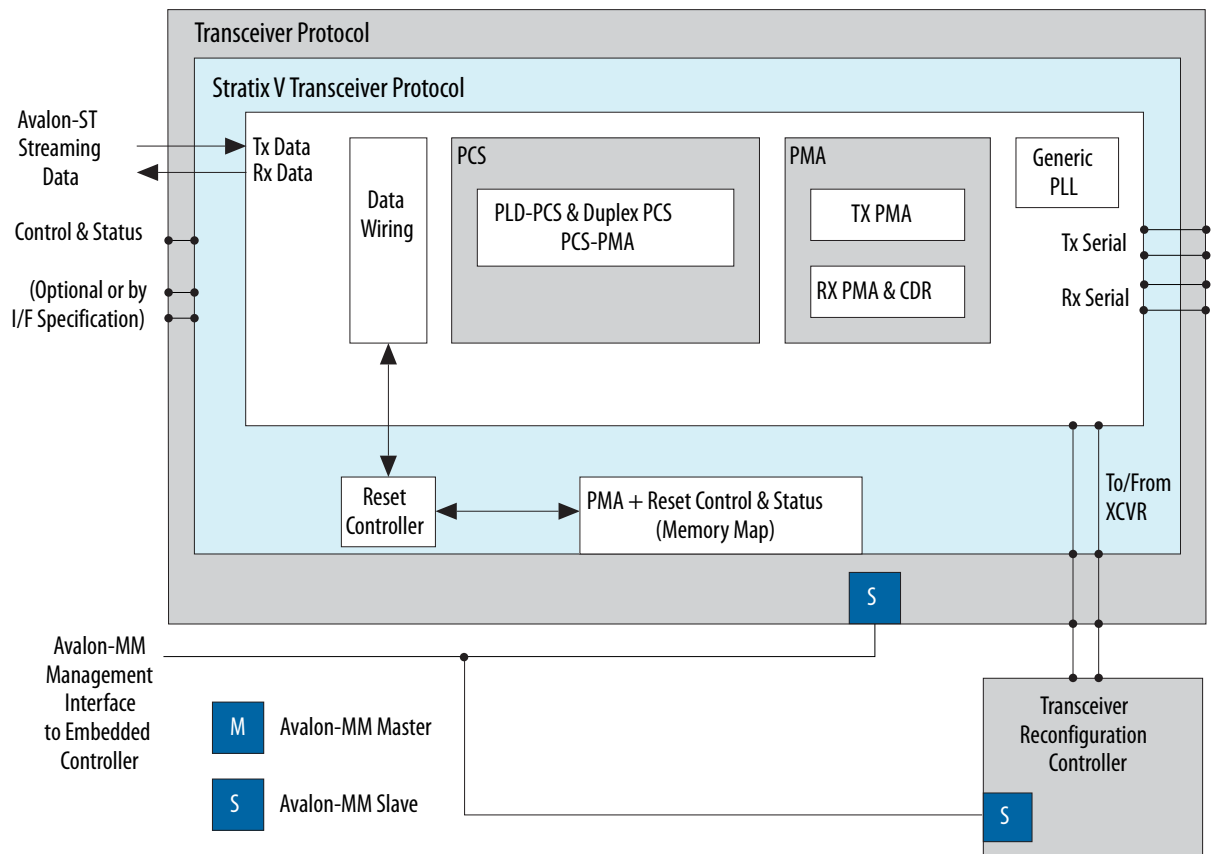 Transceiver Protocol
Stratix V Transceiver Protocol
Avalon-ST
Streaming
Data
Tx Data
Rx Data
Data
Wiring
PCS
PLD-PCS & Duplex PCS
PCS-PMA
PMA
TX PMA
RX PMA & CDR
Generic
PLL
Control & Status
(Optional or by
I/F Specification)
Tx Serial
Rx Serial
Reset
Controller
PMA + Reset Control & Status
(Memory Map)
To/From
XCVR
S
Avalon-MM
Management
Interface
to Embedded
Controller
M
Avalon-MM Master
S
Avalon-MM Slave
Transceiver
Reconfiguration
Controller
S